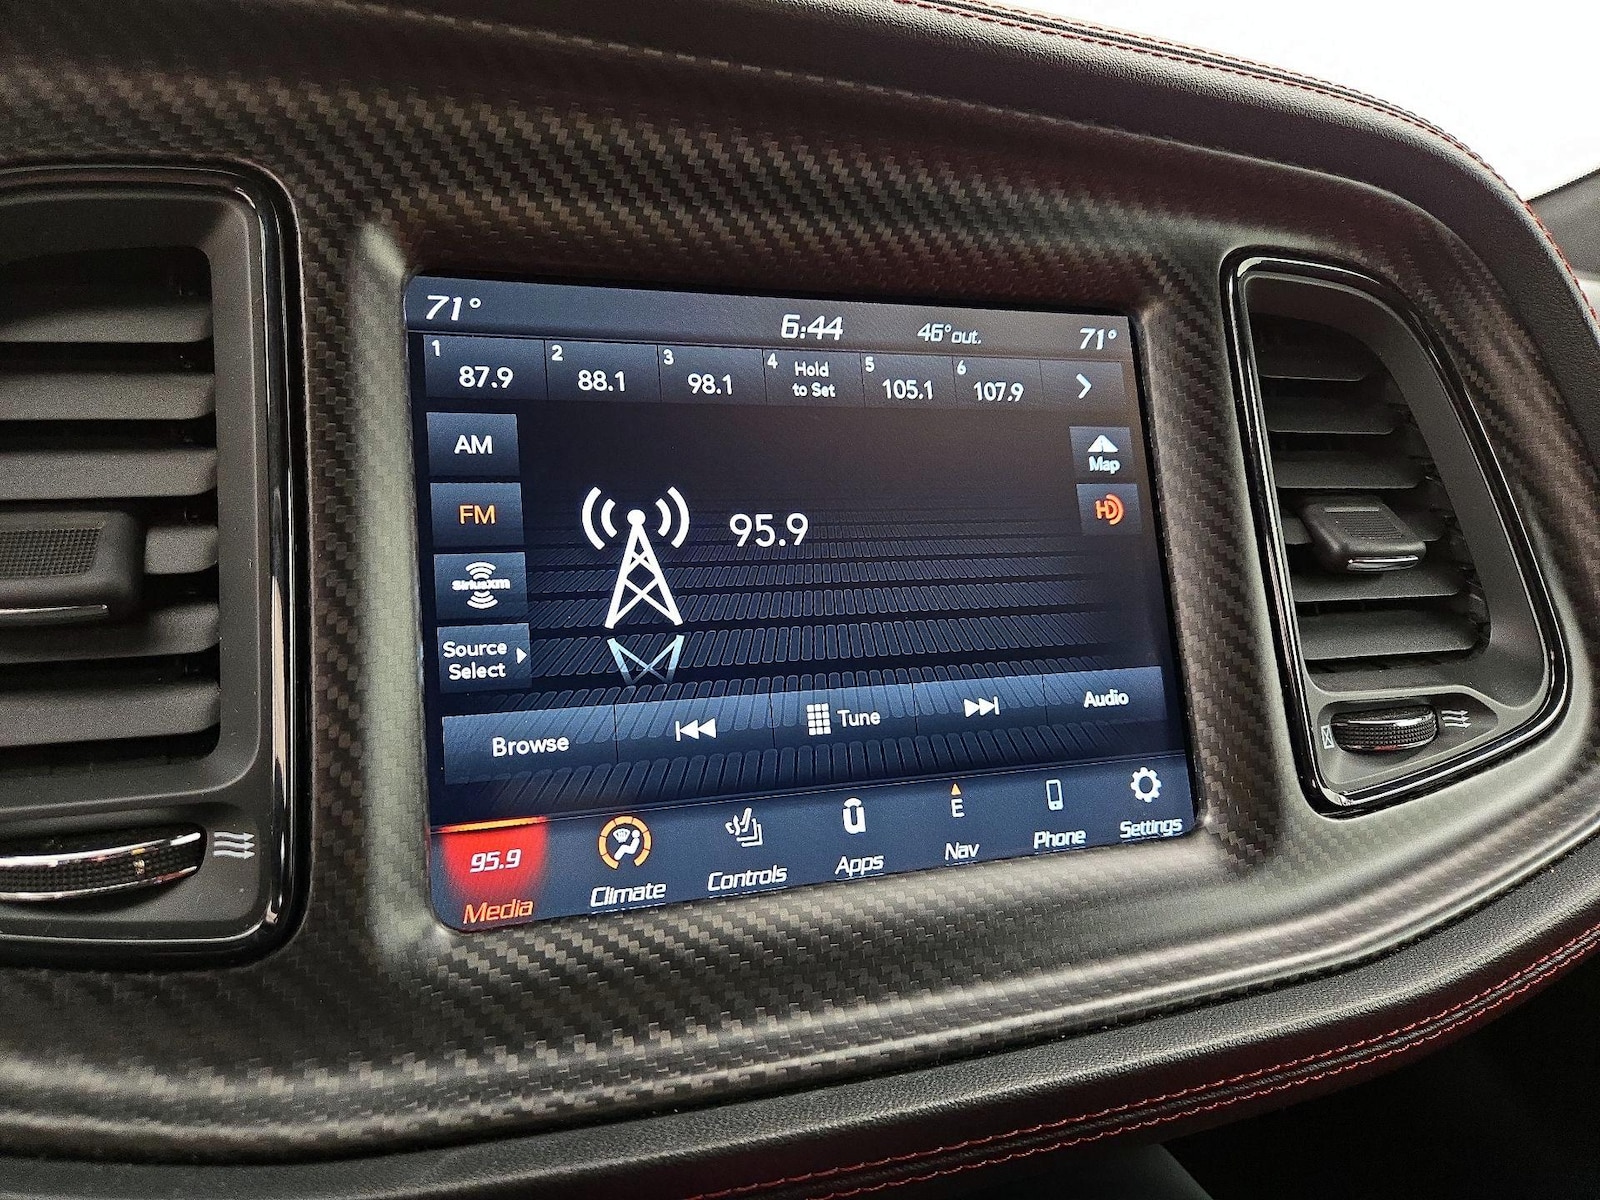 71° 6:44 46° out. 71°
1 87.9 2 88.1 3 98.1 4 Hold to Set 5 105.1 6 107.9
AM
Map
FM
HD
95.9
SiriusXM
Source
Select
Browse Tune Audio
95.9 E
Media Climate Controls Apps Nav Phone Settings